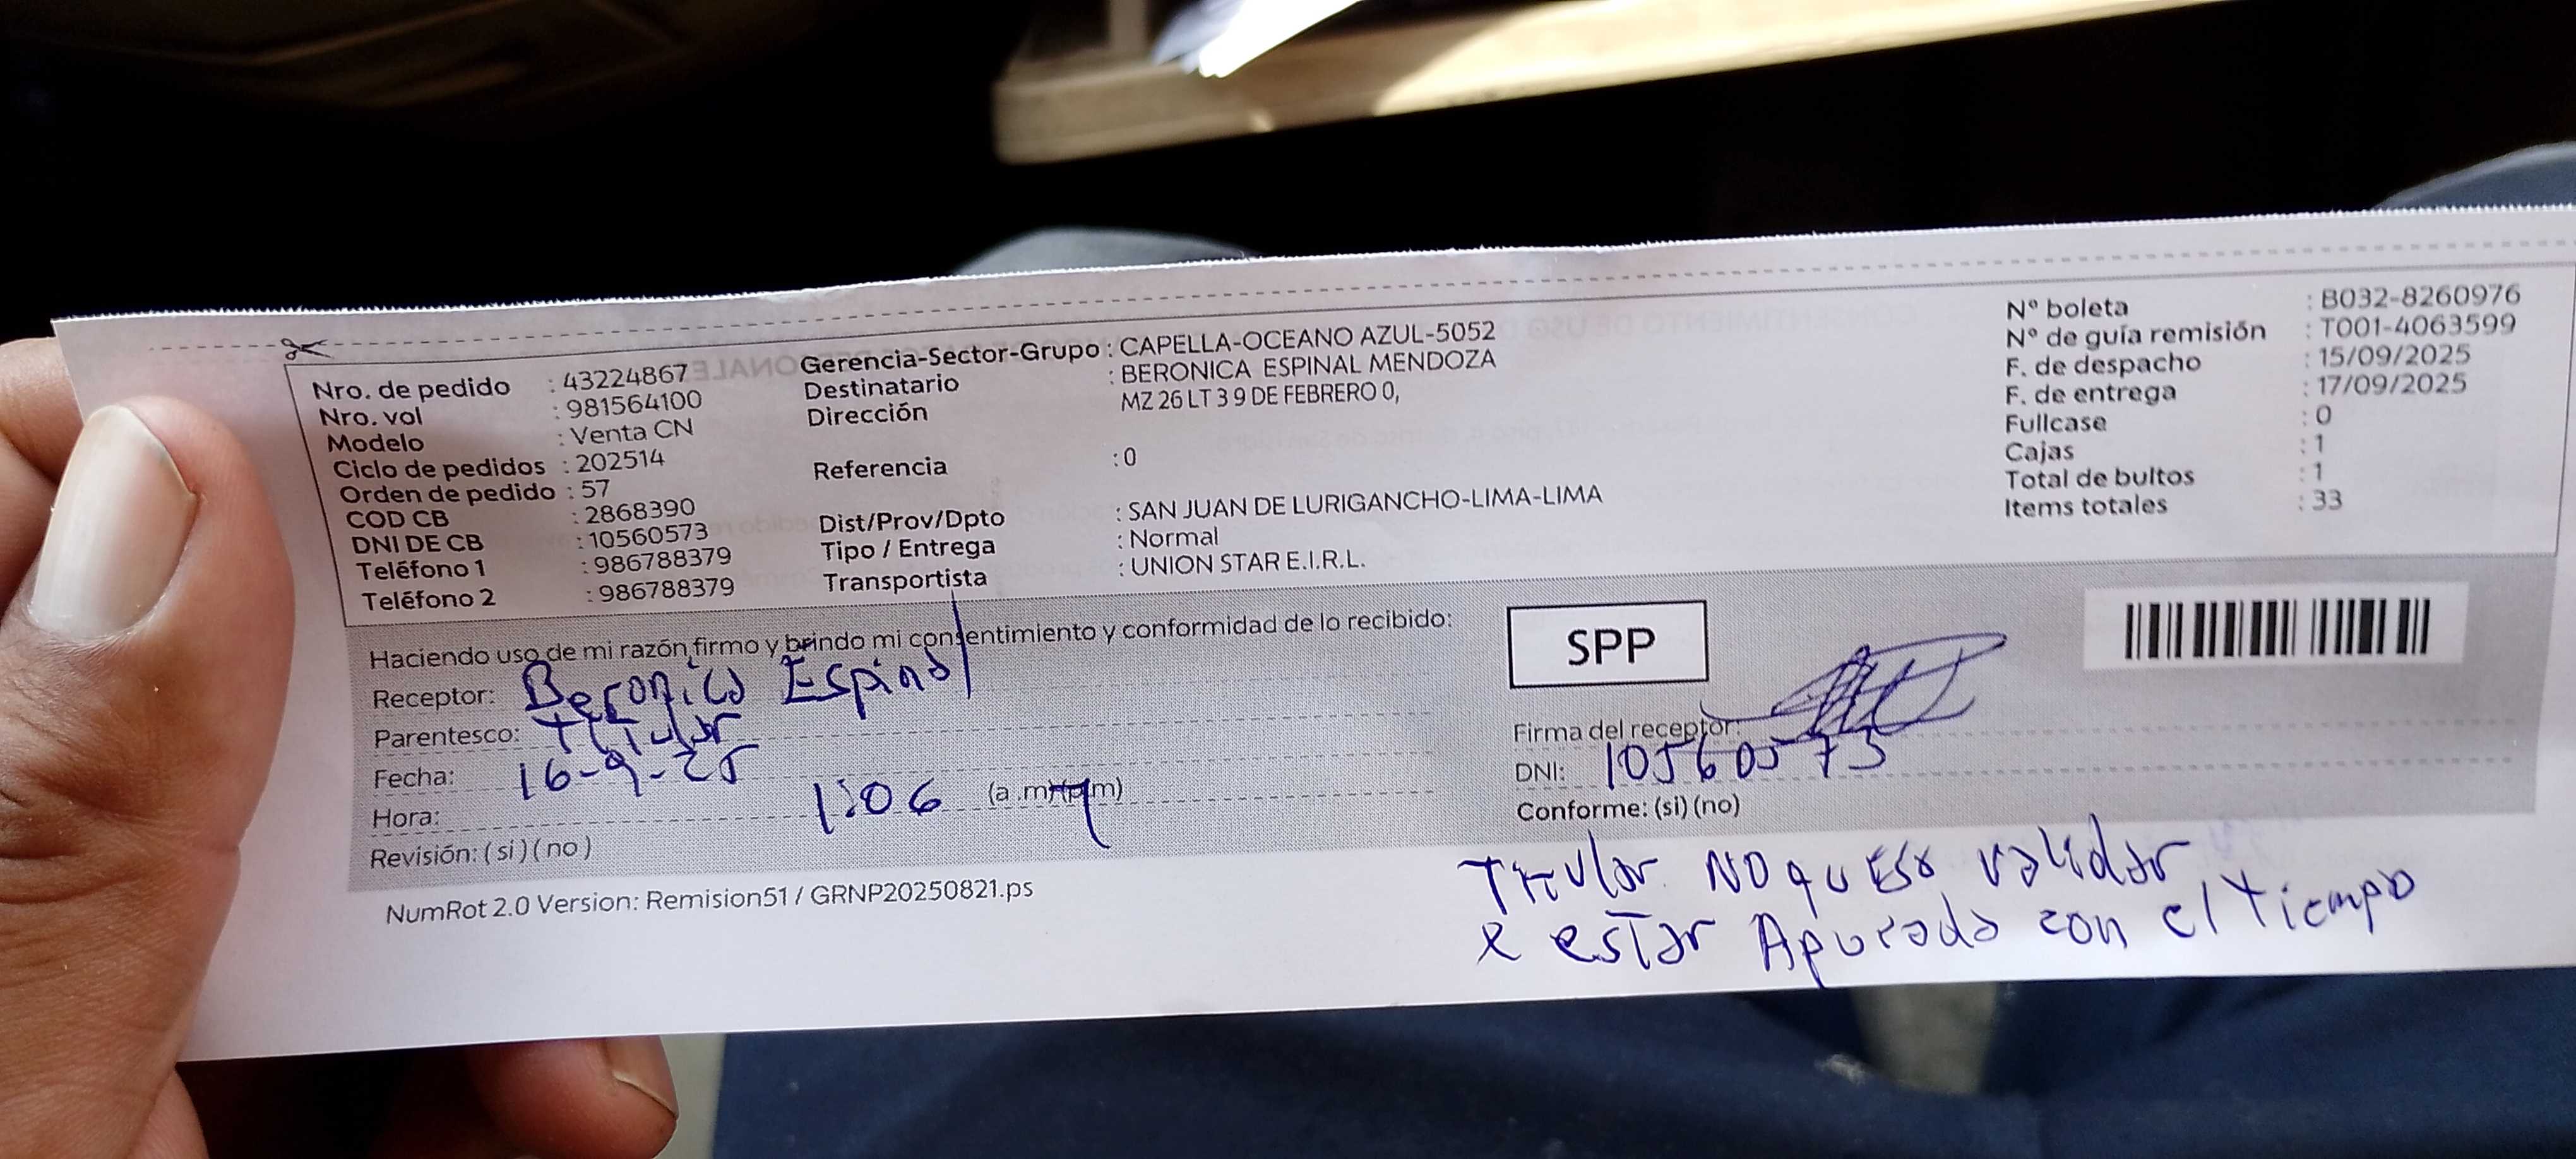 Nro. de pedido : 43224867
Nro. vol : 981564100
Modelo : Venta CN
Ciclo de pedidos : 202514
Orden de pedido : 57
COD CB : 2868390
DNI DE CB : 10560573
Teléfono 1 : 986788379
Teléfono 2 : 986788379
Gerencia-Sector-Grupo : CAPELLA-OCEANO AZUL-5052
Destinatario : BERONICA ESPINAL MENDOZA
Dirección MZ 26 LT 3 9 DE FEBRERO 0,
Referencia : 0
Dist/Prov/Dpto : SAN JUAN DE LURIGANCHO-LIMA-LIMA
Tipo / Entrega : Normal
Transportista : UNION STAR E.I.R.L.
Nº boleta : B032-8260976
Nº de guía remisión : T001-4063599
F. de despacho : 15/09/2025
F. de entrega : 17/09/2025
Fullcase : 0
Cajas : 1
Total de bultos : 1
Items totales : 33
Haciendo uso de mi razón firmo y brindo mi consentimiento y conformidad de lo recibido:
Receptor: Beronica Espinal
Parentesco: Titular
Fecha: 16-9-25
Hora: 1:06 (a.m) (p.m)
Revisión: (si) (no)
SPP
Firma del receptor:
DNI: 10560573
Conforme: (si) (no)
Titular NO quiso validar
x estar Apurada con el tiempo
NumRot 2.0 Version: Remision51 / GRNP20250821.ps